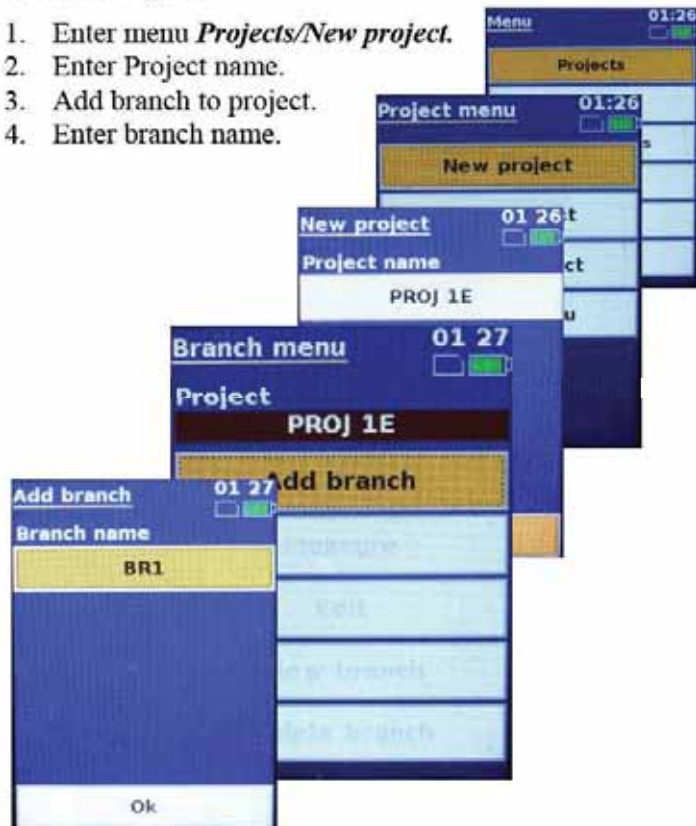 1. Enter menu Projects/New project.
2. Enter Project name.
3. Add branch to project.
4. Enter branch name.
Menu 01:26
Projects
Project menu 01:26
New project
New project 01 26
Project name
PROJ 1E
Branch menu 01 27
Project
PROJ 1E
Add branch
Edit
Add branch 01 27
Branch name
BR1
Ok